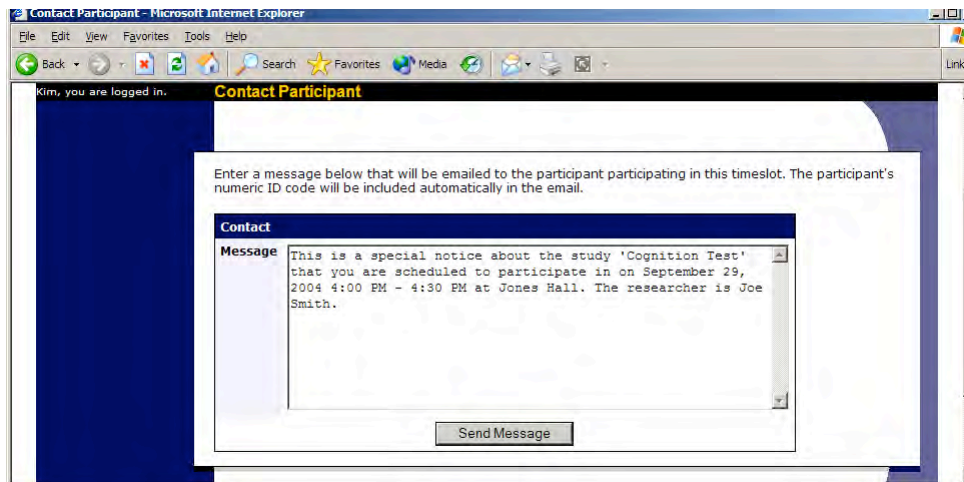 Contact Participant - Microsoft Internet Explorer
File Edit View Favorites Tools Help
Back Search Favorites Media
Link
Kim, you are logged in. Contact Participant
Enter a message below that will be emailed to the participant participating in this timeslot. The participant's
numeric ID code will be included automatically in the email.
Contact
Message
This is a special notice about the study 'Cognition Test'
that you are scheduled to participate in on September 29,
2004 4:00 PM - 4:30 PM at Jones Hall. The researcher is Joe
Smith.
Send Message